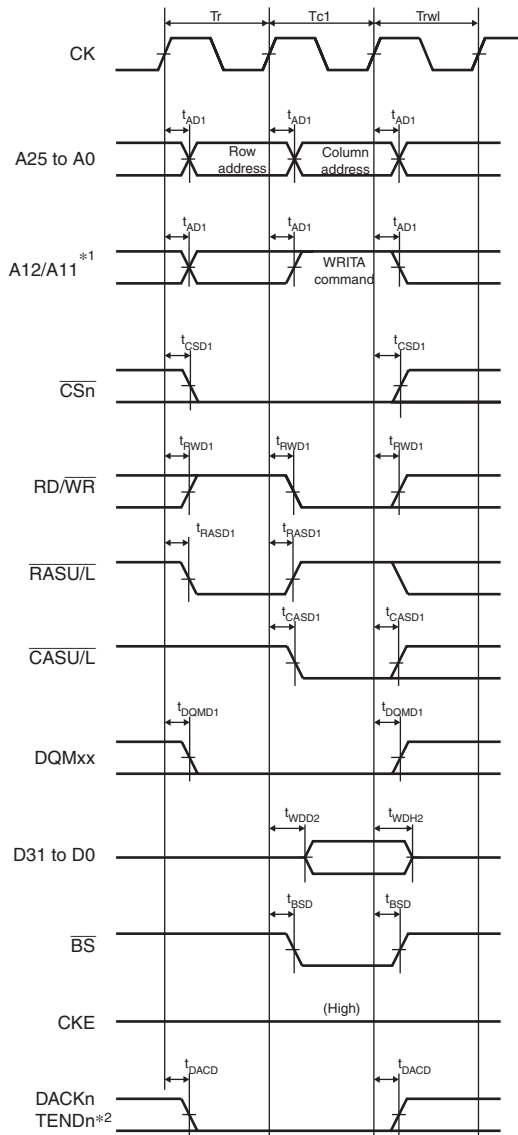 Tr Tc1 Trwl
CK
tAD1 tAD1 tAD1
A25 to A0
Row address
Column address
tAD1 tAD1 tAD1
A12/A11*1
WRITA command
tCSD1 tCSD1
CSn
tRWD1 tRWD1 tRWD1
RD/WR
tRASD1 tRASD1
RASU/L
tCASD1 tCASD1
CASU/L
tDQMD1 tDQMD1
DQMxx
tWDD2 tWDH2
D31 to D0
tBSD tBSD
BS
(High)
CKE
tDACD tDACD
DACKn
TENDn*2